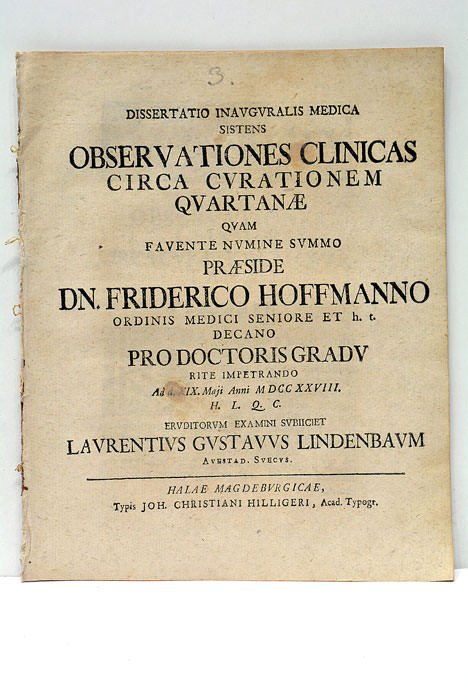 3.
DISSERTATIO INAVGVRALIS MEDICA
SISTENS
OBSERVATIONES CLINICAS
CIRCA CVRATIONEM
QVARTANÆ
QVAM
FAVENTE NVMINE SVMMO
PRÆSIDE
DN. FRIDERICO HOFFMANNO
ORDINIS MEDICI SENIORE ET h. t.
DECANO
PRO DOCTORIS GRADV
RITE IMPETRANDO
Ad d. XIX. Maji Anni MDCCXXVIII.
H. L. Q. C.
ERVDITORVM EXAMINI SVBIICIET
LAVRENTIVS GVSTAVVS LINDENBAVM
AVESTAD. SVECVS.
HALAE MAGDEBVRGICAE,
Typis JOH. CHRISTIANI HILLIGERI, Acad. Typogr.